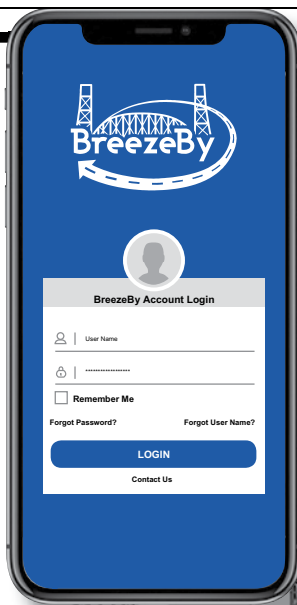 BreezeBy
BreezeBy Account Login
User Name
******************
Remember Me
Forgot Password? Forgot User Name?
LOGIN
Contact Us